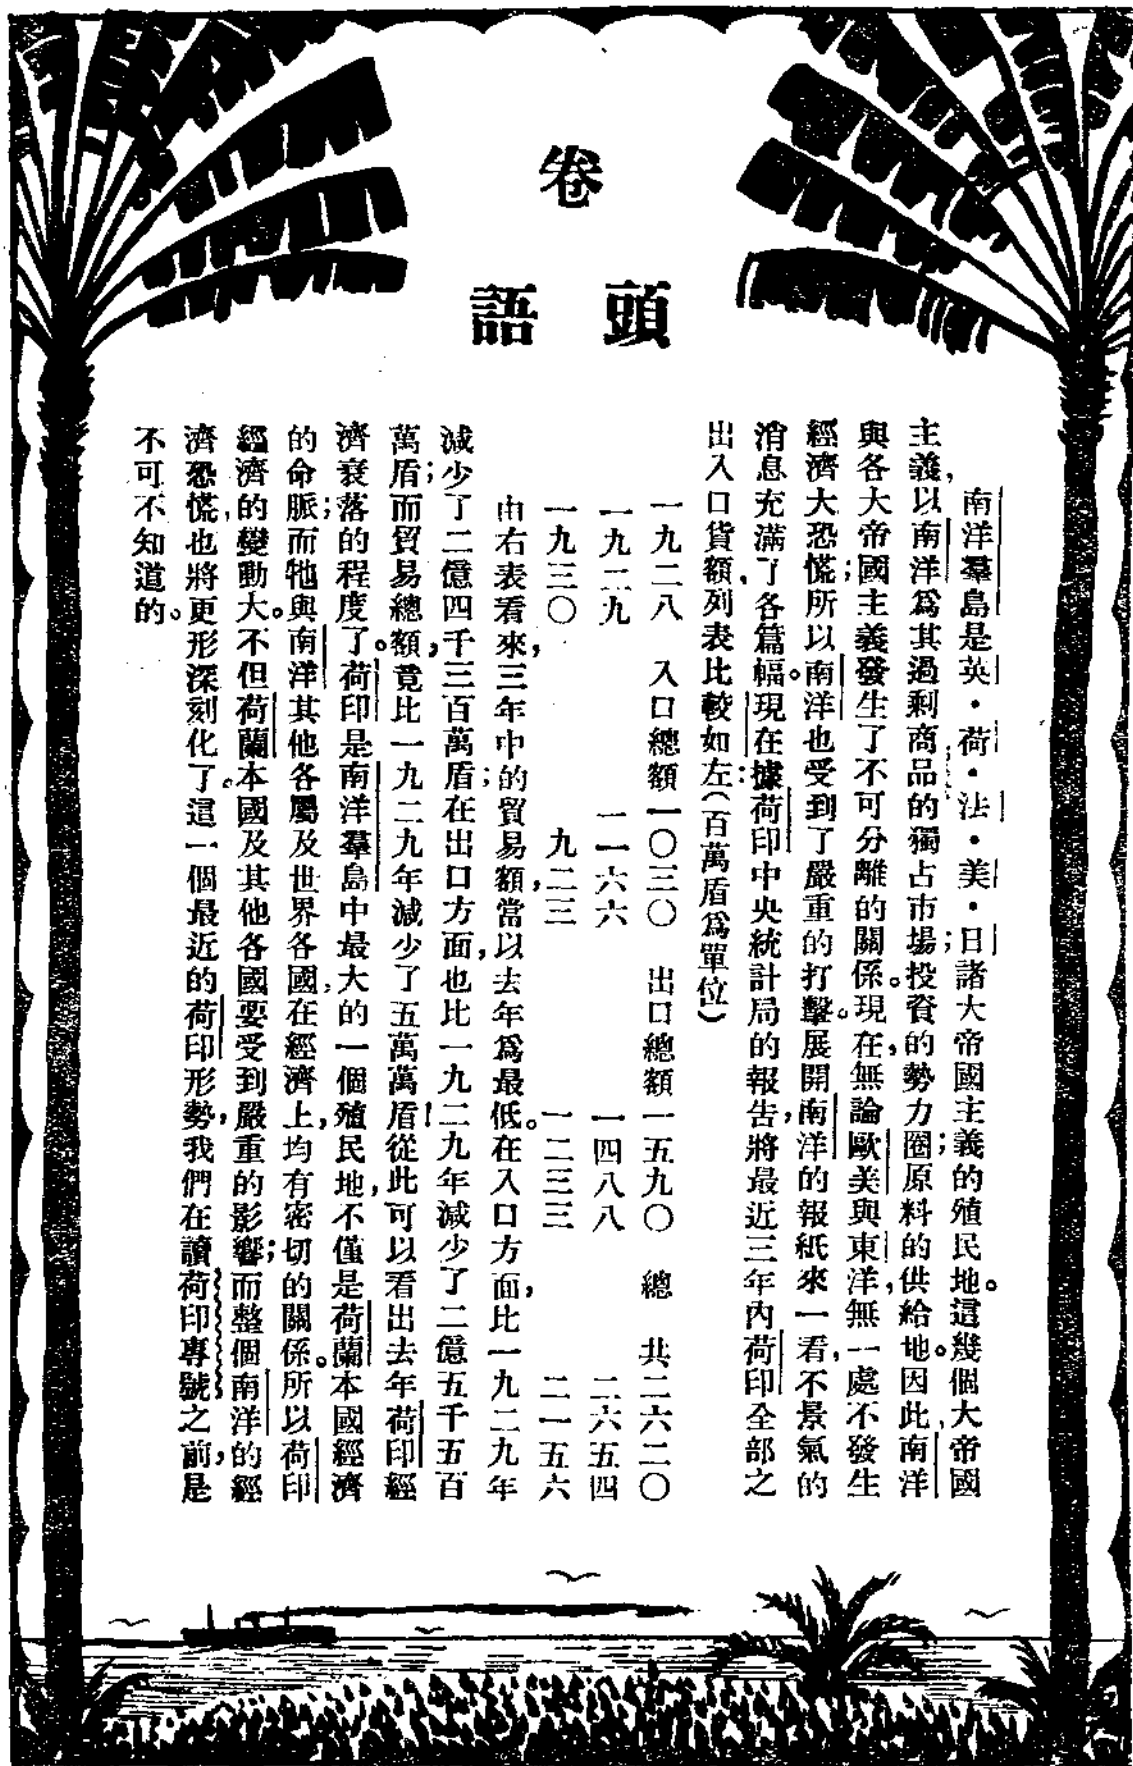 卷頭語
南洋羣島是英・荷・法・美・日諸大帝國主義的殖民地。這幾個大帝國
主義,以南洋爲其過剩商品的獨占市場;投資的勢力圈;原料的供給地。因此,南洋
與各大帝國主義發生了不可分離的關係。現在,無論歐美與東洋,無一處不發生
經濟大恐慌;所以南洋也受到了嚴重的打擊。展開南洋的報紙來一看,不景氣的
消息充滿了各篇幅。現在據荷印中央統計局的報告,將最近三年內荷印全部之
出入口貨額,列表比較如左:(百萬盾爲單位)
一九二八 入口總額一〇三〇 出口總額一五九〇 總 共二六二〇
一九二九 一一六六 一四八八 二六五四
一九三〇 九二三 一二三三 二一五六
由右表看來,三年中的貿易額,當以去年爲最低。在入口方面,比一九二九年
減少了二億四千三百萬盾;在出口方面,也比一九二九年減少了二億五千五百
萬盾;而貿易總額,竟比一九二九年減少了五萬萬盾!從此可以看出去年荷印經
濟衰落的程度了。荷印是南洋羣島中最大的一個殖民地,不僅是荷蘭本國經濟
的命脈;而牠與南洋其他各屬及世界各國,在經濟上,均有密切的關係。所以荷印
經濟的變動大。不但荷蘭本國及其他各國要受到嚴重的影響;而整個南洋的經
濟恐慌,也將更形深刻化了。這一個最近的荷印形勢,我們在讀荷印專號之前,是
不可不知道的。